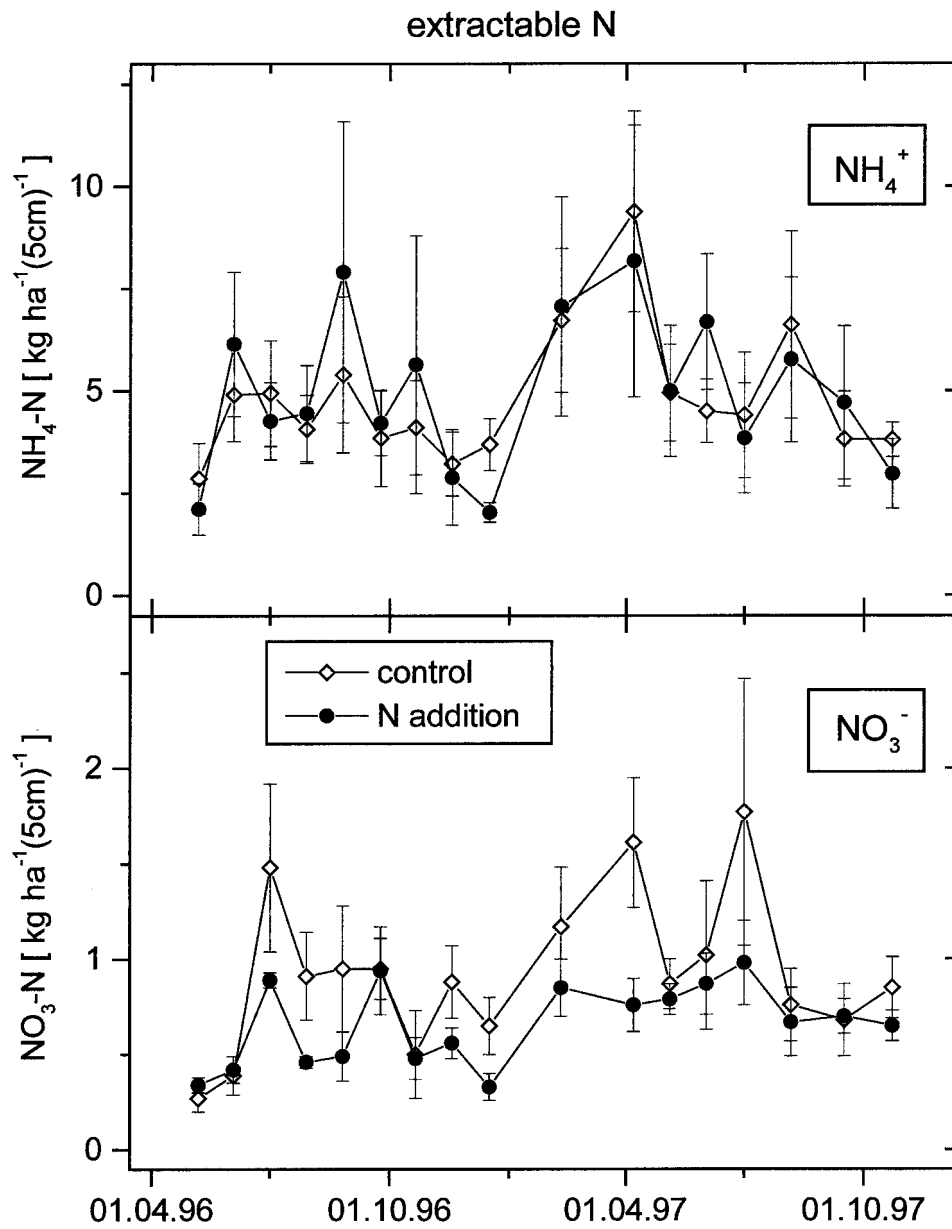 extractable N
NH₄-N [ kg ha⁻¹(5cm)⁻¹ ]
10
5
0
NH₄⁺
NO₃-N [ kg ha⁻¹(5cm)⁻¹ ]
2
1
0
control
N addition
NO₃⁻
01.04.96 01.10.96 01.04.97 01.10.97